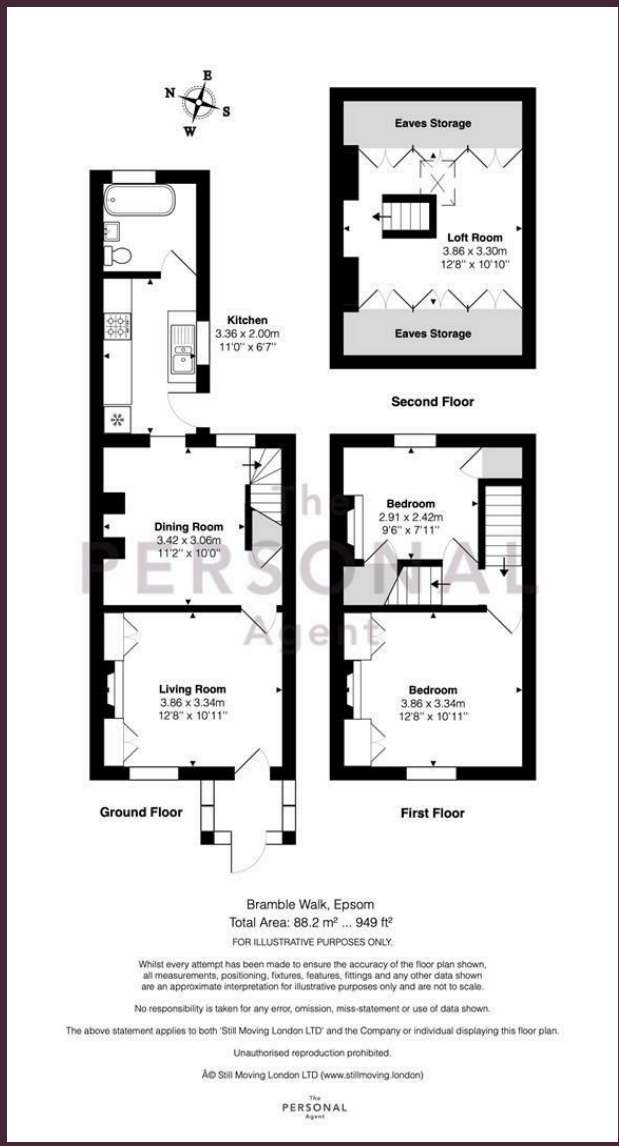 E
N
S
W
Eaves Storage
Loft Room
3.86 x 3.30m
12'8'' x 10'10''
Eaves Storage
Second Floor
Kitchen
3.36 x 2.00m
11'0'' x 6'7''
Dining Room
3.42 x 3.06m
11'2'' x 10'0''
Living Room
3.86 x 3.34m
12'8'' x 10'11''
Ground Floor
Bedroom
2.91 x 2.42m
9'6'' x 7'11''
Bedroom
3.86 x 3.34m
12'8'' x 10'11''
First Floor
The
PERSONAL
Agent
Bramble Walk, Epsom
Total Area: 88.2 m² ... 949 ft²
FOR ILLUSTRATIVE PURPOSES ONLY.
Whilst every attempt has been made to ensure the accuracy of the floor plan shown,
all measurements, positioning, fixtures, features, fittings and any other data shown
are an approximate interpretation for illustrative purposes only and are not to scale.
No responsibility is taken for any error, omission, miss-statement or use of data shown.
The above statement applies to both 'Still Moving London LTD' and the Company or individual displaying this floor plan.
Unauthorised reproduction prohibited.
Â© Still Moving London LTD (www.stillmoving.london)
The
PERSONAL
Agent